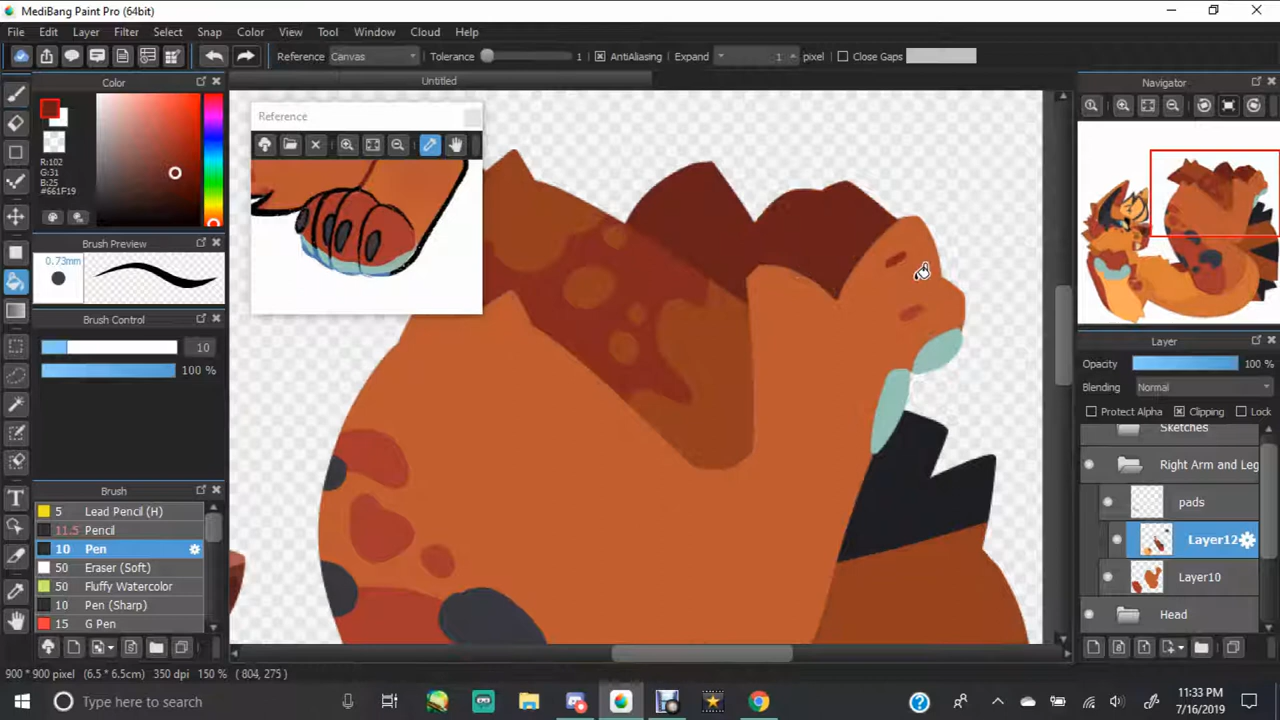 MediBang Paint Pro (64bit)
File Edit Layer Filter Select Snap Color View Tool Window Cloud Help
Reference Canvas Tolerance 1 AntiAliasing Expand 1 pixel Close Gaps
Color
Untitled
Navigator
Reference
R:102
G:31
B:25
#661F19
Brush Preview
0.73mm
Brush Control
10
100 %
Brush
5 Lead Pencil (H)
11.5 Pencil
10 Pen
50 Eraser (Soft)
50 Fluffy Watercolor
10 Pen (Sharp)
15 G Pen
Layer
Opacity 100 %
Blending Normal
Protect Alpha Clipping Lock
Sketches
Right Arm and Leg
pads
Layer12
Layer10
Head
900 * 900 pixel (6.5 * 6.5cm) 350 dpi 150 % ( 804, 275 )
Type here to search
11:33 PM
7/16/2019